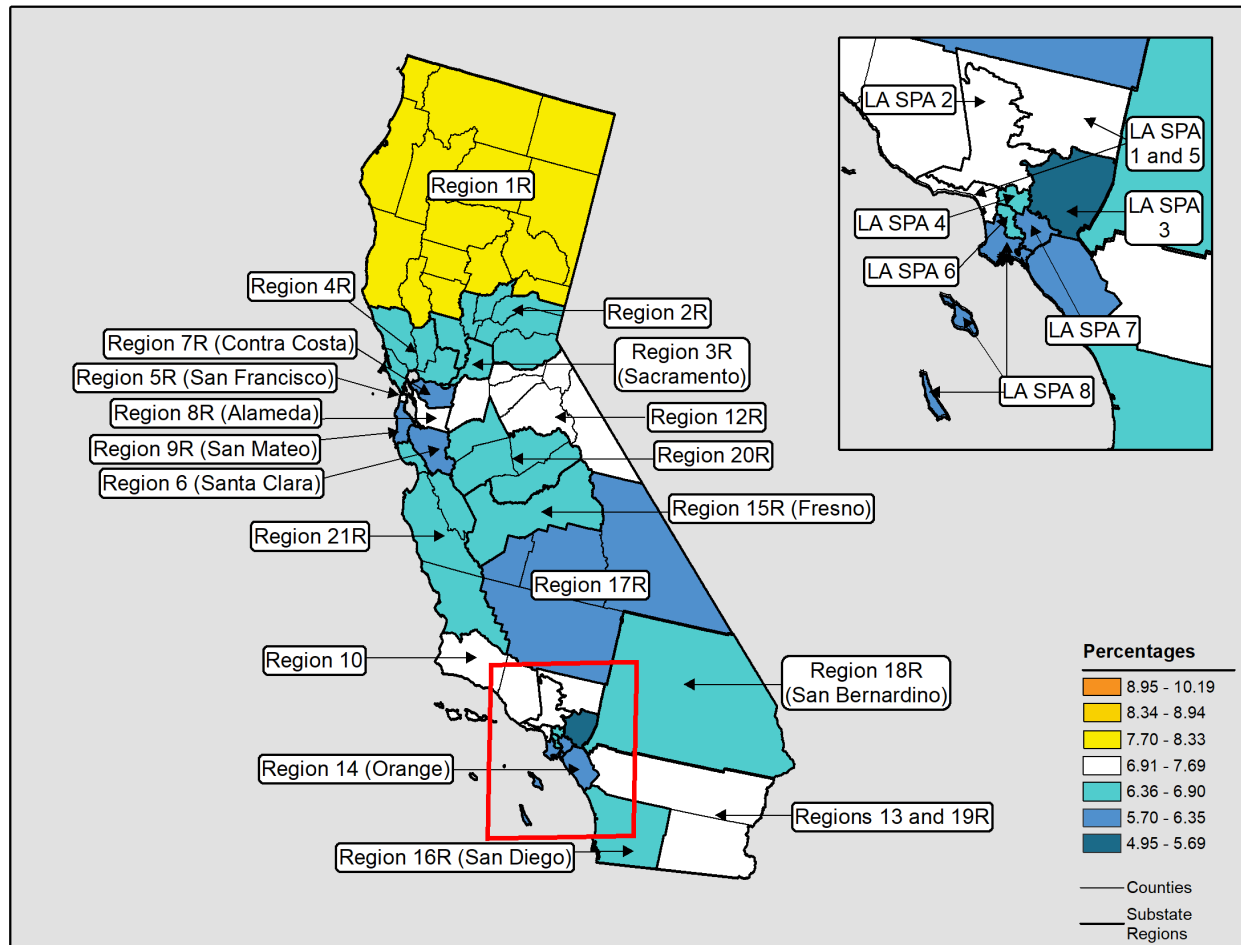 Region 1R
Region 4R
Region 2R
Region 7R (Contra Costa)
Region 3R
(Sacramento)
Region 5R (San Francisco)
Region 8R (Alameda)
Region 12R
Region 9R (San Mateo)
Region 20R
Region 6 (Santa Clara)
Region 15R (Fresno)
Region 21R
Region 17R
Region 10
Region 18R
(San Bernardino)
Region 14 (Orange)
Regions 13 and 19R
Region 16R (San Diego)
LA SPA 2
LA SPA
1 and 5
LA SPA 4
LA SPA
3
LA SPA 6
LA SPA 7
LA SPA 8
Percentages
8.95 - 10.19
8.34 - 8.94
7.70 - 8.33
6.91 - 7.69
6.36 - 6.90
5.70 - 6.35
4.95 - 5.69
Counties
Substate
Regions